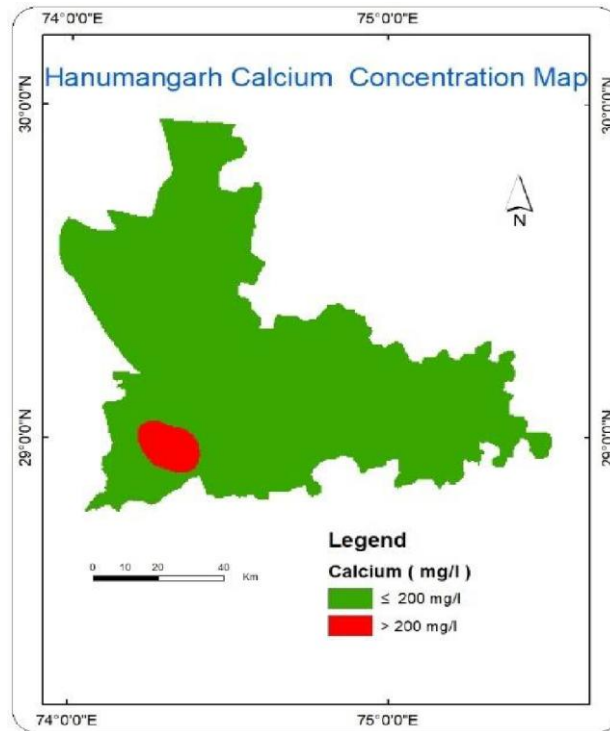 74°0'0"E 75°0'0"E
Hanumangarh Calcium Concentration Map
30°0'0"N 30°0'0"N
N
29°0'0"N 29°0'0"N
Legend
Calcium ( mg/l )
0 10 20 40
Km
≤ 200 mg/l
> 200 mg/l
74°0'0"E 75°0'0"E